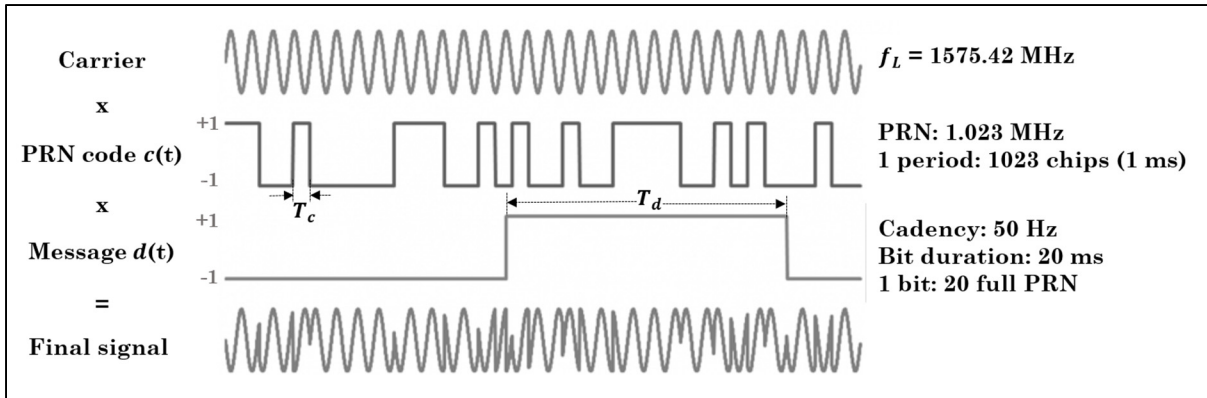 Carrier
f_L = 1575.42 MHz
x
+1
PRN code c(t)
-1
PRN: 1.023 MHz
1 period: 1023 chips (1 ms)
T_c
T_d
x
+1
Message d(t)
-1
Cadency: 50 Hz
Bit duration: 20 ms
1 bit: 20 full PRN
=
Final signal